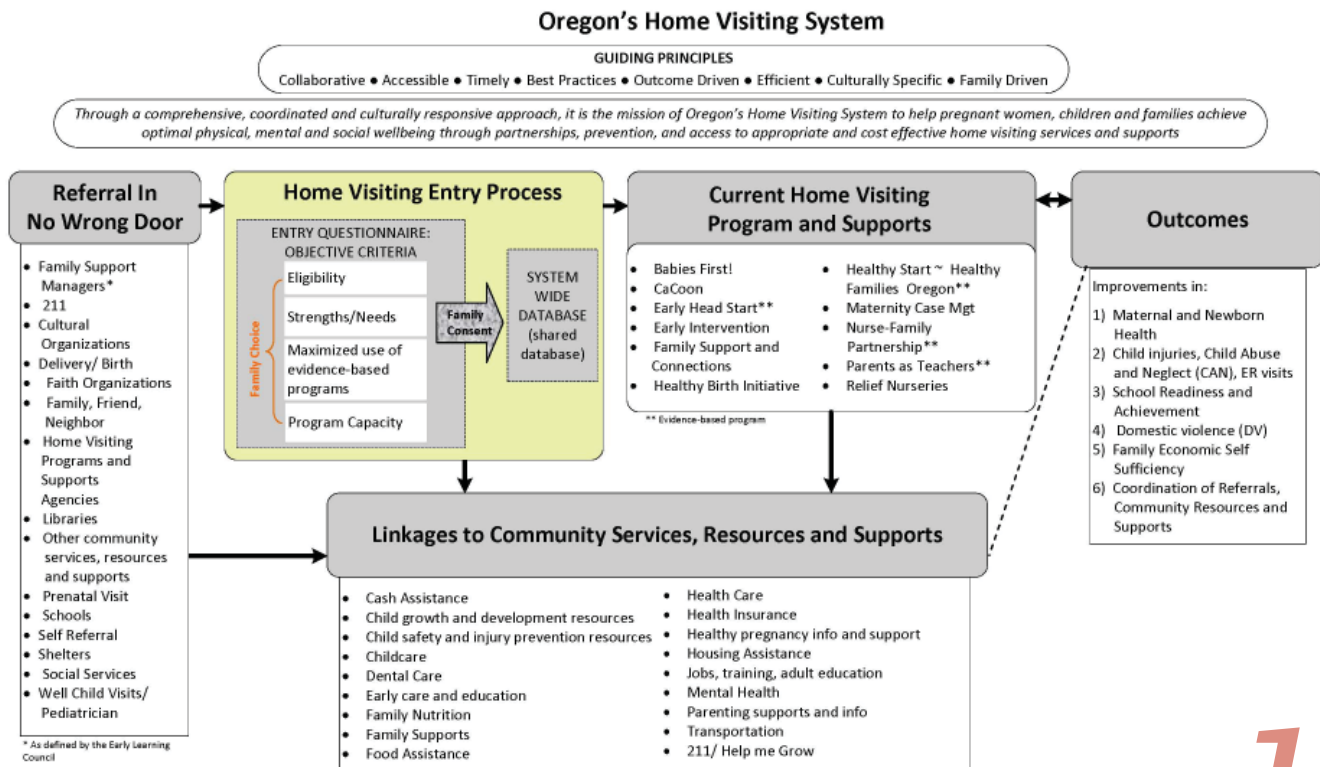 Oregon's Home Visiting System
GUIDING PRINCIPLES
Collaborative ● Accessible ● Timely ● Best Practices ● Outcome Driven ● Efficient ● Culturally Specific ● Family Driven
Through a comprehensive, coordinated and culturally responsive approach, it is the mission of Oregon's Home Visiting System to help pregnant women, children and families achieve
optimal physical, mental and social wellbeing through partnerships, prevention, and access to appropriate and cost effective home visiting services and supports
Referral In
No Wrong Door
● Family Support
Managers*
● 211
● Cultural
Organizations
● Delivery/ Birth
● Faith Organizations
● Family, Friend,
Neighbor
● Home Visiting
Programs and
Supports
Agencies
● Libraries
● Other community
services, resources
and supports
● Prenatal Visit
● Schools
● Self Referral
● Shelters
● Social Services
● Well Child Visits/
Pediatrician
* As defined by the Early Learning
Council
Home Visiting Entry Process
ENTRY QUESTIONNAIRE:
OBJECTIVE CRITERIA
Family Choice
Eligibility
Strengths/Needs
Maximized use of
evidence-based
programs
Program Capacity
Family
Consent
SYSTEM
WIDE
DATABASE
(shared
database)
Current Home Visiting
Program and Supports
● Babies First!
● CaCoon
● Early Head Start**
● Early Intervention
● Family Support and
Connections
● Healthy Birth Initiative
● Healthy Start ~ Healthy
Families Oregon**
● Maternity Case Mgt
● Nurse-Family
Partnership**
● Parents as Teachers**
● Relief Nurseries
** Evidence-based program
Outcomes
Improvements in:
1) Maternal and Newborn
Health
2) Child injuries, Child Abuse
and Neglect (CAN), ER visits
3) School Readiness and
Achievement
4) Domestic violence (DV)
5) Family Economic Self
Sufficiency
6) Coordination of Referrals,
Community Resources and
Supports
Linkages to Community Services, Resources and Supports
● Cash Assistance
● Child growth and development resources
● Child safety and injury prevention resources
● Childcare
● Dental Care
● Early care and education
● Family Nutrition
● Family Supports
● Food Assistance
● Health Care
● Health Insurance
● Healthy pregnancy info and support
● Housing Assistance
● Jobs, training, adult education
● Mental Health
● Parenting supports and info
● Transportation
● 211/ Help me Grow
1